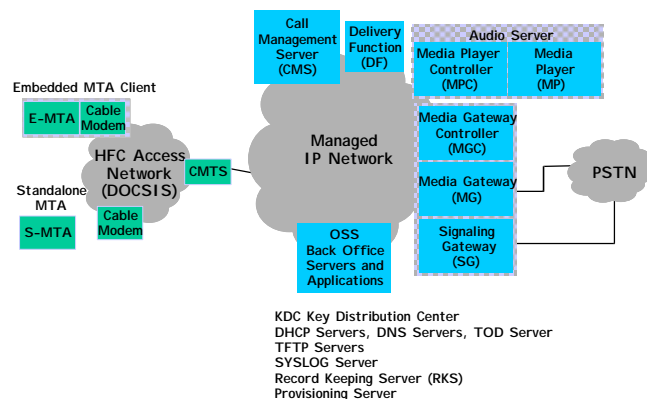 Call
Management
Server
(CMS)
Delivery
Function
(DF)
Audio Server
Media Player
Controller
(MPC)
Media
Player
(MP)
Embedded MTA Client
E-MTA
Cable
Modem
HFC Access
Network
(DOCSIS)
CMTS
Managed
IP Network
Media Gateway
Controller
(MGC)
Media Gateway
(MG)
Signaling
Gateway
(SG)
PSTN
Standalone
MTA
S-MTA
Cable
Modem
OSS
Back Office
Servers and
Applications
KDC Key Distribution Center
DHCP Servers, DNS Servers, TOD Server
TFTP Servers
SYSLOG Server
Record Keeping Server (RKS)
Provisioning Server